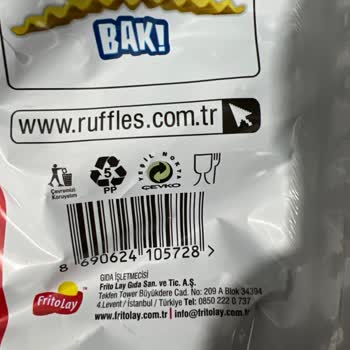 BAK!
www.ruffles.com.tr
YEŞİL NOKTA
5
Çevremizi
Koruyalım
PP
ÇEVKO
8 690624 105728 >
GIDA İŞLETMECİSİ
Frito Lay Gıda San. ve Tic. A.Ş.
Tekfen Tower Büyükdere Cad. No: 209 A Blok 34394
4.Levent / İstanbul / Türkiye Tel: 0850 222 0 737
www.fritolay.com.tr | info@fritolay.com.tr
FritoLay